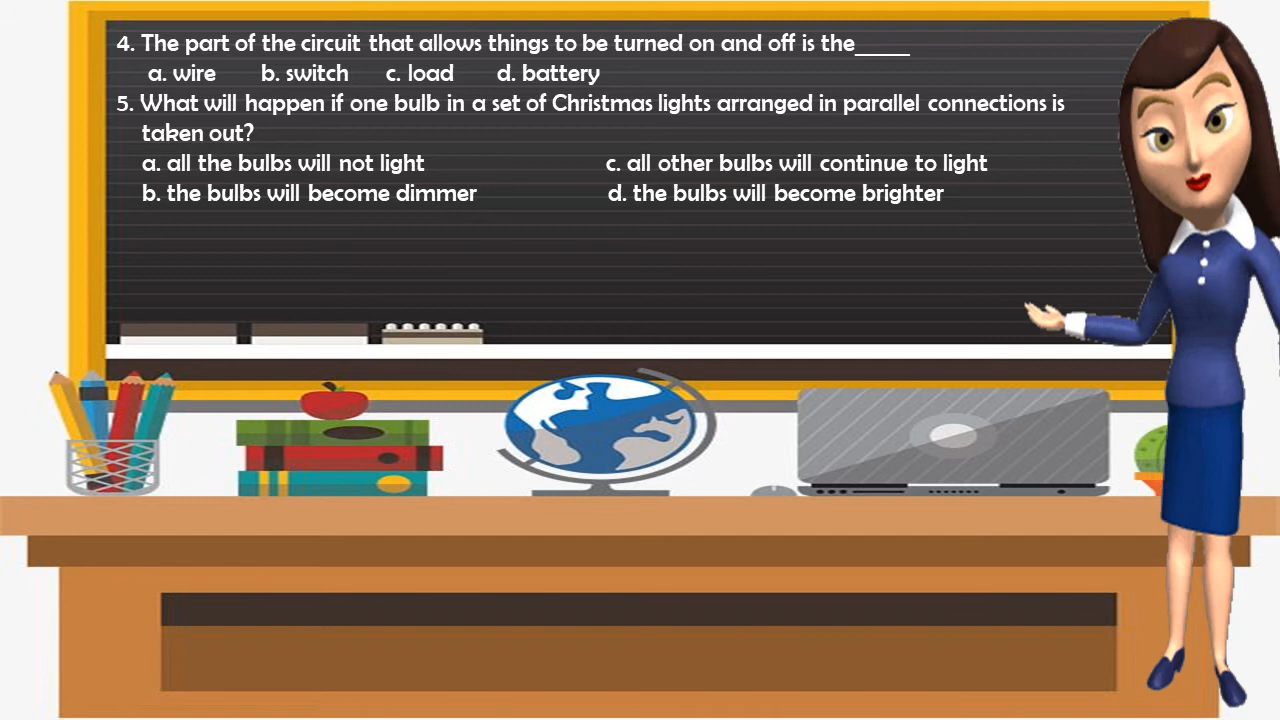 4. The part of the circuit that allows things to be turned on and off is the_____
a. wire b. switch c. load d. battery
5. What will happen if one bulb in a set of Christmas lights arranged in parallel connections is
taken out?
a. all the bulbs will not light c. all other bulbs will continue to light
b. the bulbs will become dimmer d. the bulbs will become brighter